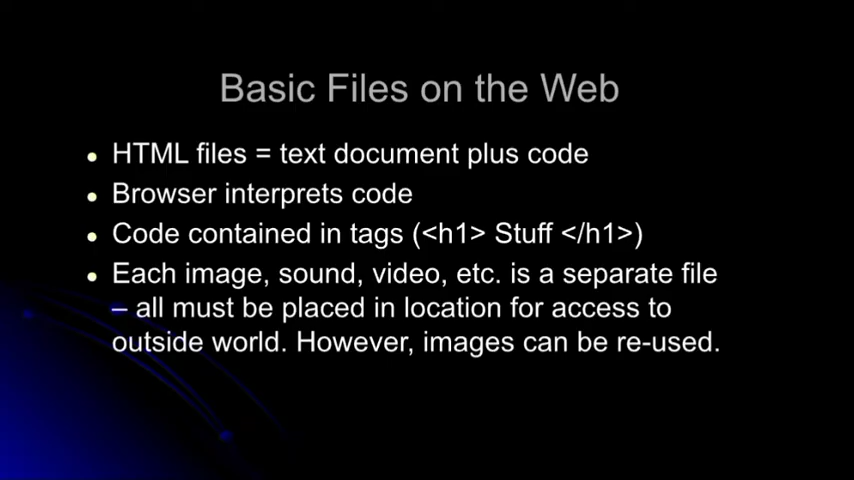 Basic Files on the Web
• HTML files = text document plus code
• Browser interprets code
• Code contained in tags (<h1> Stuff </h1>)
• Each image, sound, video, etc. is a separate file
– all must be placed in location for access to
outside world. However, images can be re-used.